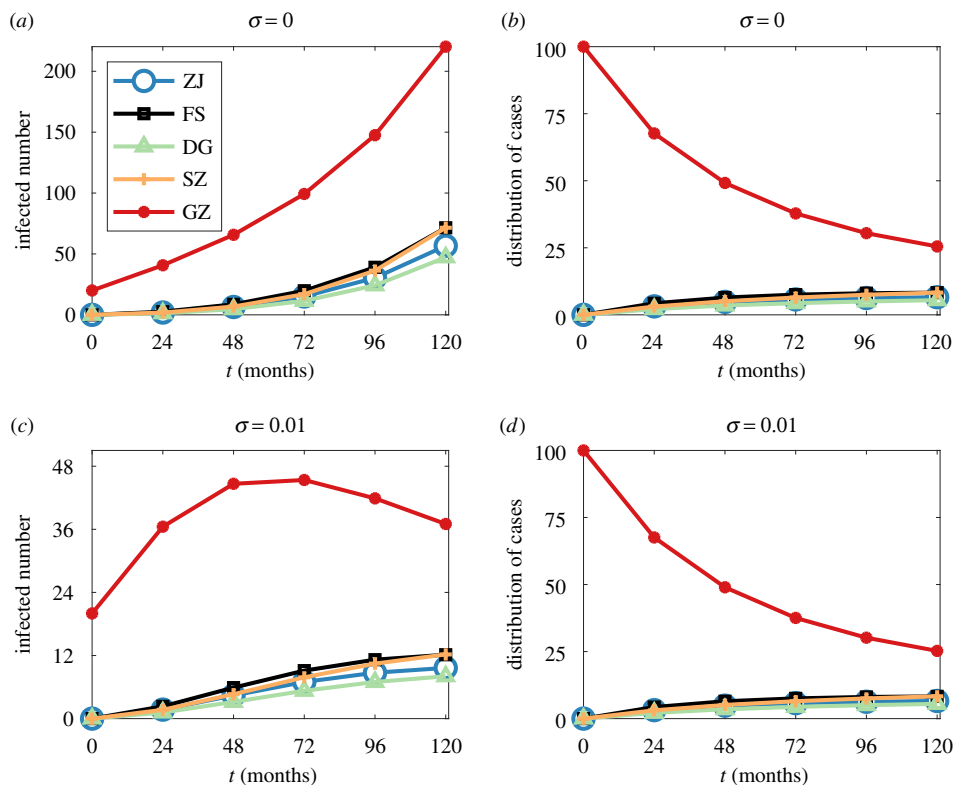 (a) σ = 0
infected number
200
150
100
50
0
ZJ
FS
DG
SZ
GZ
0 24 48 72 96 120
t (months)
(b) σ = 0
distribution of cases
100
75
50
25
0
0 24 48 72 96 120
t (months)
(c) σ = 0.01
infected number
48
36
24
12
0
0 24 48 72 96 120
t (months)
(d) σ = 0.01
distribution of cases
100
75
50
25
0
0 24 48 72 96 120
t (months)